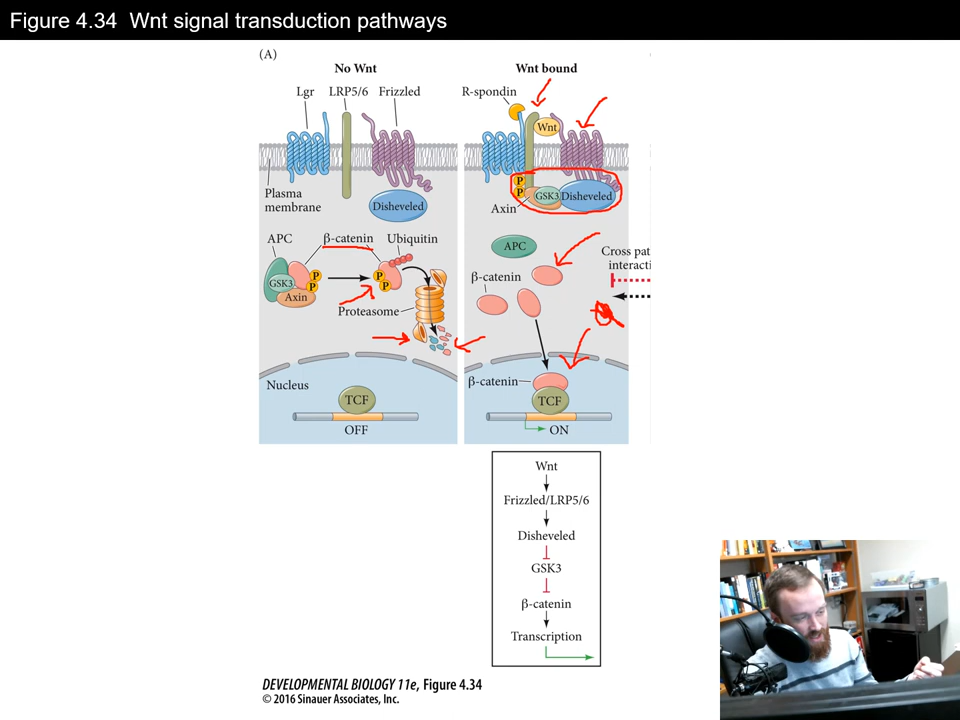 Figure 4.34 Wnt signal transduction pathways
(A)
No Wnt
Lgr
LRP5/6
Frizzled
Plasma
membrane
Disheveled
APC
β-catenin
Ubiquitin
GSK3
P
P
Axin
P
P
Proteasome
Nucleus
TCF
OFF
Wnt bound
R-spondin
Wnt
P
P
GSK3
Disheveled
Axin
APC
β-catenin
Cross pat
interacti
β-catenin
TCF
ON
Wnt
Frizzled/LRP5/6
Disheveled
GSK3
β-catenin
Transcription
DEVELOPMENTAL BIOLOGY 11e, Figure 4.34
© 2016 Sinauer Associates, Inc.